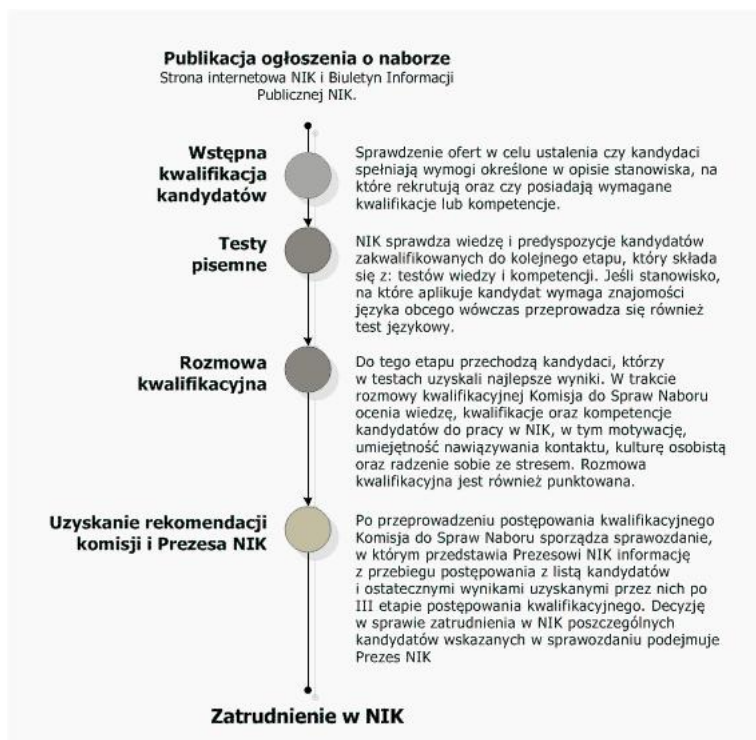 Publikacja ogłoszenia o naborze
Strona internetowa NIK i Biuletyn Informacji
Publicznej NIK.
Wstępna
kwalifikacja
kandydatów
Sprawdzenie ofert w celu ustalenia czy kandydaci
spełniają wymogi określone w opisie stanowiska, na
które rekrutują oraz czy posiadają wymagane
kwalifikacje lub kompetencje.
Testy
pisemne
NIK sprawdza wiedzę i predyspozycje kandydatów
zakwalifikowanych do kolejnego etapu, który składa
się z: testów wiedzy i kompetencji. Jeśli stanowisko,
na które aplikuje kandydat wymaga znajomości
języka obcego wówczas przeprowadza się również
test językowy.
Rozmowa
kwalifikacyjna
Do tego etapu przechodzą kandydaci, którzy
w testach uzyskali najlepsze wyniki. W trakcie
rozmowy kwalifikacyjnej Komisja do Spraw Naboru
ocenia wiedzę, kwalifikacje oraz kompetencje
kandydatów do pracy w NIK, w tym motywację,
umiejętność nawiązywania kontaktu, kulturę osobistą
oraz radzenie sobie ze stresem. Rozmowa
kwalifikacyjna jest również punktowana.
Uzyskanie rekomendacji
komisji i Prezesa NIK
Po przeprowadzeniu postępowania kwalifikacyjnego
Komisja do Spraw Naboru sporządza sprawozdanie,
w którym przedstawia Prezesowi NIK informację
z przebiegu postępowania z listą kandydatów
i ostatecznymi wynikami uzyskanymi przez nich po
III etapie postępowania kwalifikacyjnego. Decyzję
w sprawie zatrudnienia w NIK poszczególnych
kandydatów wskazanych w sprawozdaniu podejmuje
Prezes NIK
Zatrudnienie w NIK